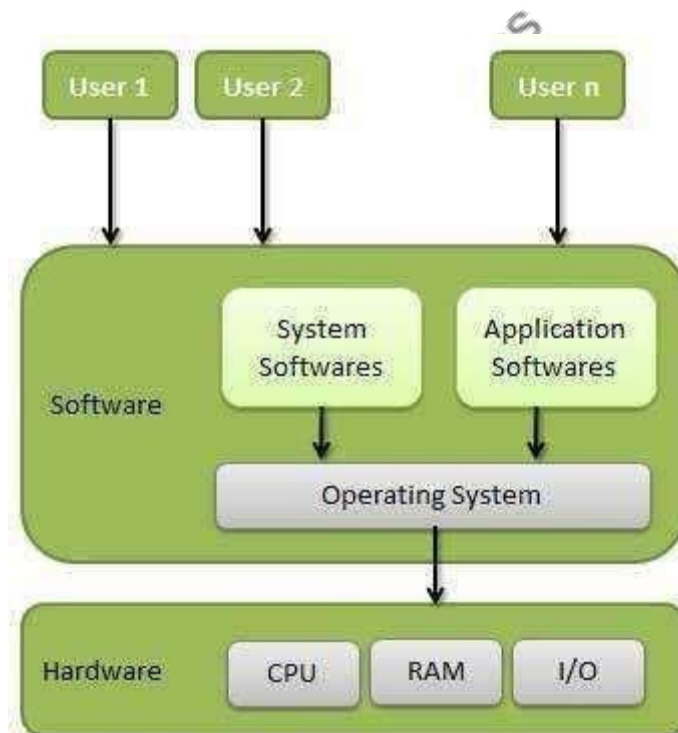 User 1
User 2
User n
System
Softwares
Application
Softwares
Software
Operating System
Hardware
CPU
RAM
I/O